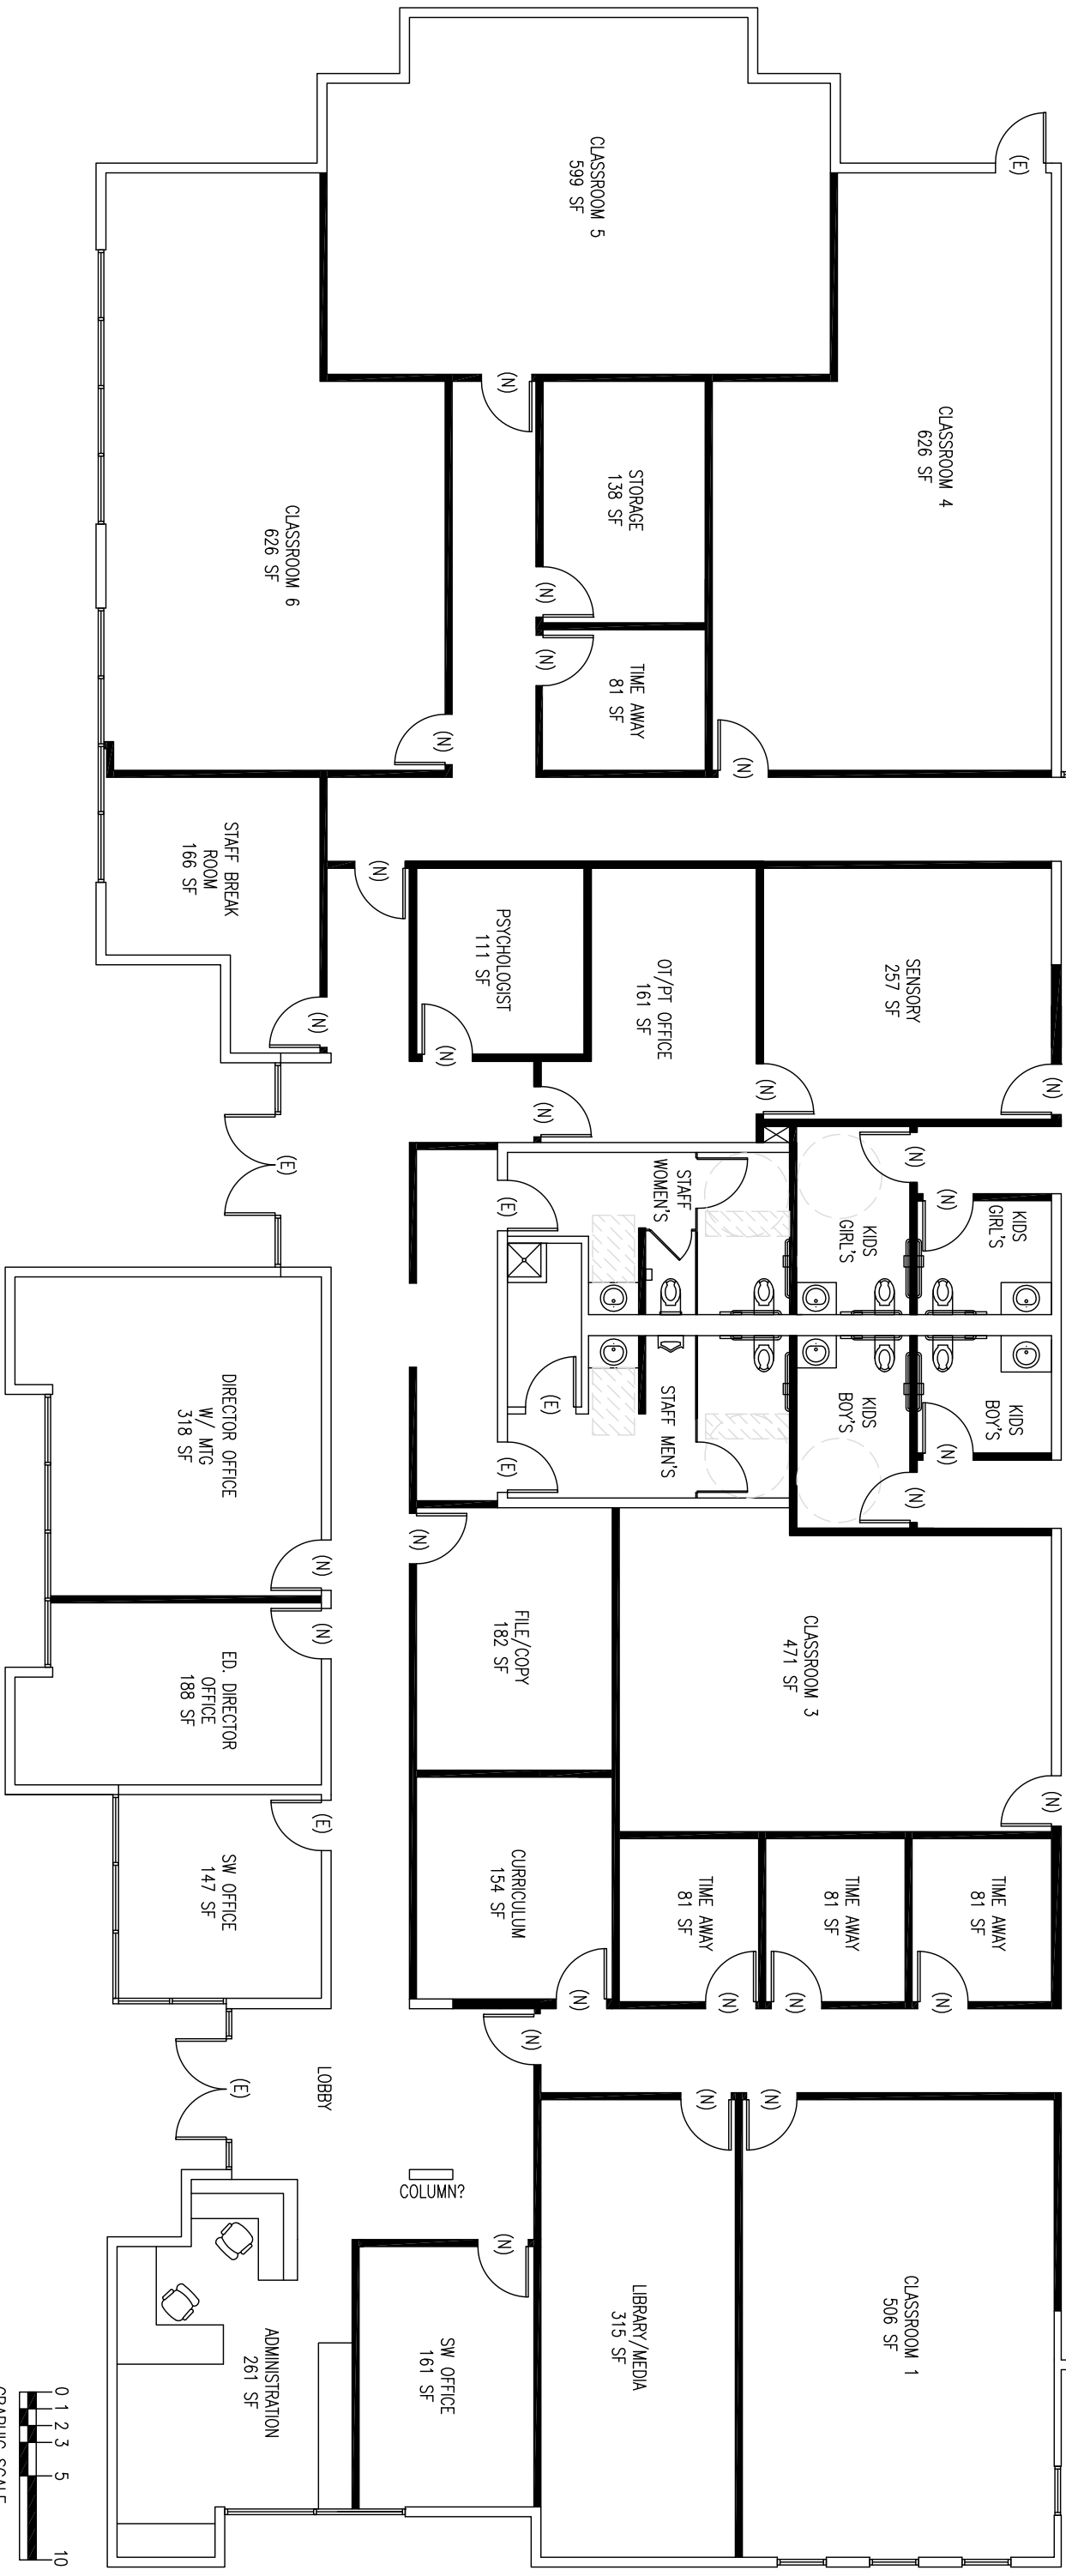 CLASSROOM 4
626 SF
(E)
CLASSROOM 5
599 SF
STORAGE
138 SF
TIME AWAY
81 SF
(N)
(N)
(N)
(N)
CLASSROOM 6
626 SF
(N)
STAFF BREAK
ROOM
166 SF
(N)
(N)
PSYCHOLOGIST
111 SF
(N)
OT/PT OFFICE
161 SF
(N)
SENSORY
257 SF
(N)
(N)
(E)
KIDS
GIRL'S
(N)
KIDS
GIRL'S
(N)
STAFF
WOMEN'S
(E)
KIDS
BOY'S
(N)
KIDS
BOY'S
(N)
STAFF MEN'S
(E)
(E)
DIRECTOR OFFICE
W/ MTG
318 SF
(N)
ED. DIRECTOR
OFFICE
188 SF
(N)
SW OFFICE
147 SF
(E)
FILE/COPY
182 SF
(N)
CLASSROOM 3
471 SF
(N)
CURRICULUM
154 SF
(N)
TIME AWAY
81 SF
(N)
TIME AWAY
81 SF
(N)
TIME AWAY
81 SF
(N)
(N)
LOBBY
(E)
COLUMN?
CLASSROOM 1
506 SF
(N)
LIBRARY/MEDIA
315 SF
(N)
SW OFFICE
161 SF
(N)
ADMINISTRATION
261 SF
0 1 2 3 5 10
GRAPHIC SCALE